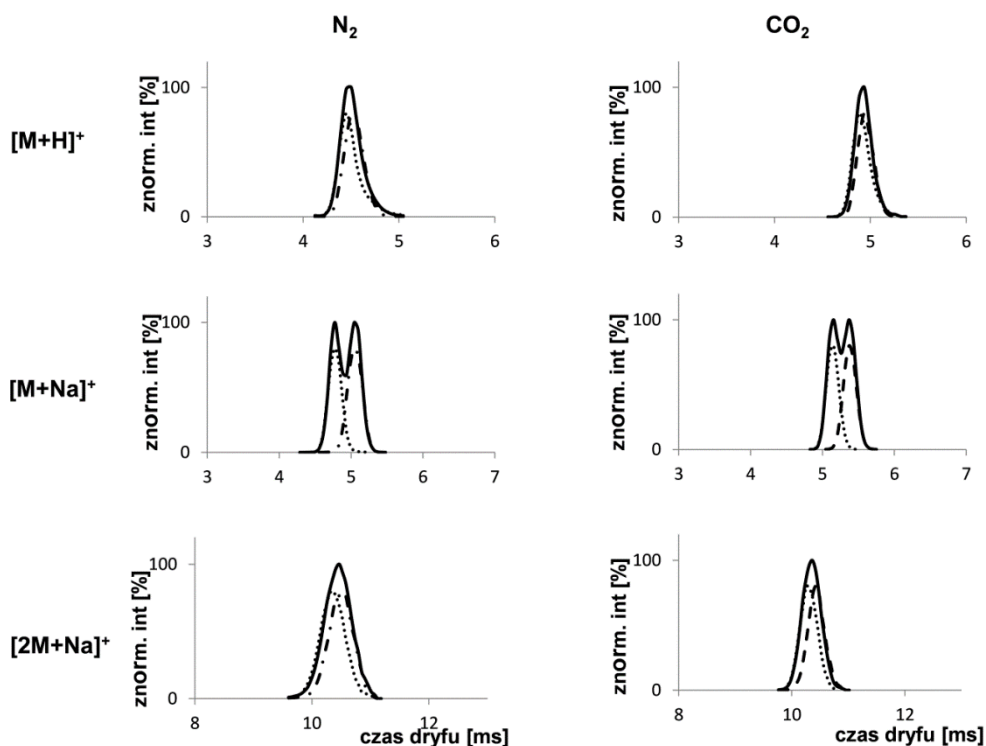 N₂
CO₂
[M+H]⁺
znorm. int [%]
100
0
3 4 5 6
znorm. int [%]
100
0
3 4 5 6
[M+Na]⁺
znorm. int [%]
100
0
3 4 5 6 7
znorm. int [%]
100
0
3 4 5 6 7
[2M+Na]⁺
znorm. int [%]
100
0
8 10 12
czas dryfu [ms]
znorm. int [%]
100
0
8 10 12
czas dryfu [ms]